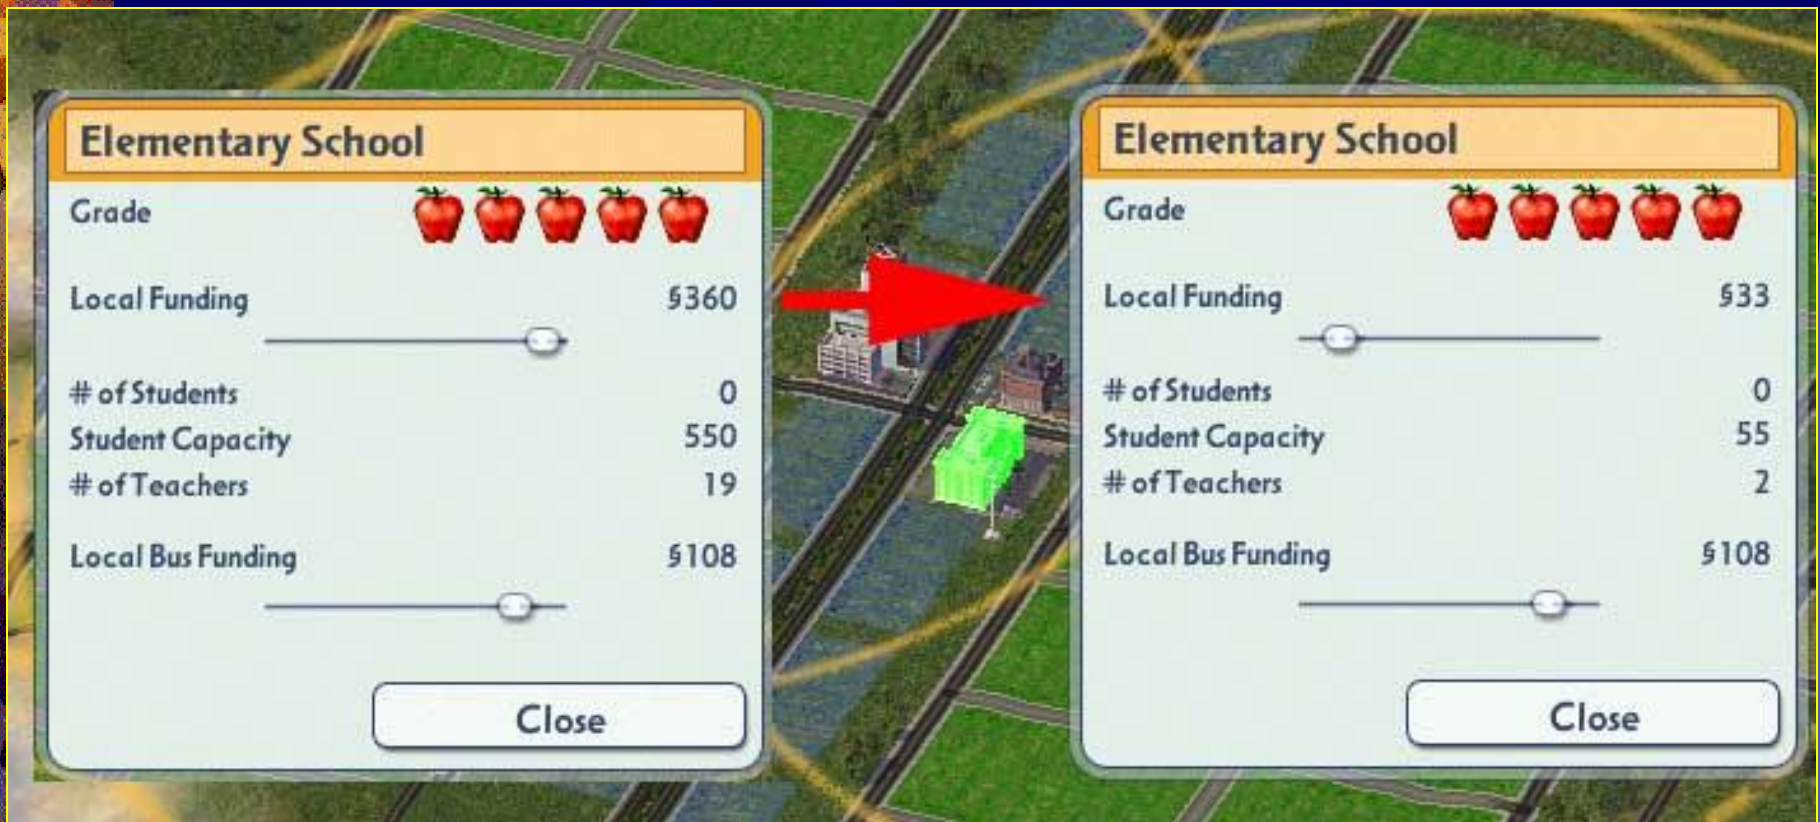 Elementary School
Grade
Local Funding §360
# of Students 0
Student Capacity 550
# of Teachers 19
Local Bus Funding §108
Close
Elementary School
Grade
Local Funding §33
# of Students 0
Student Capacity 55
# of Teachers 2
Local Bus Funding §108
Close